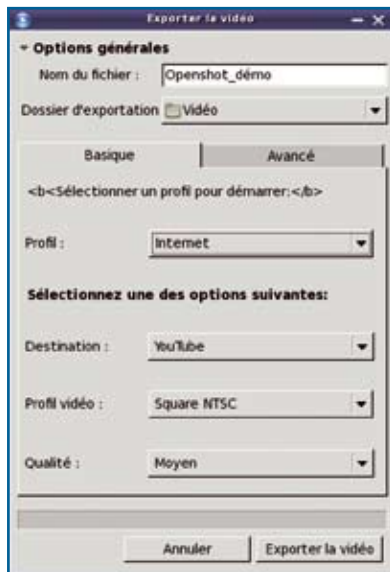 Exporter la vidéo
Options générales
Nom du fichier :
Openshot_démo
Dossier d'exportation
Vidéo
Basique
Avancé
<b<Sélectionner un profil pour démarrer:</b>
Profil :
Internet
Sélectionnez une des options suivantes:
Destination :
YouTube
Profil vidéo :
Square NTSC
Qualité :
Moyen
Annuler
Exporter la vidéo